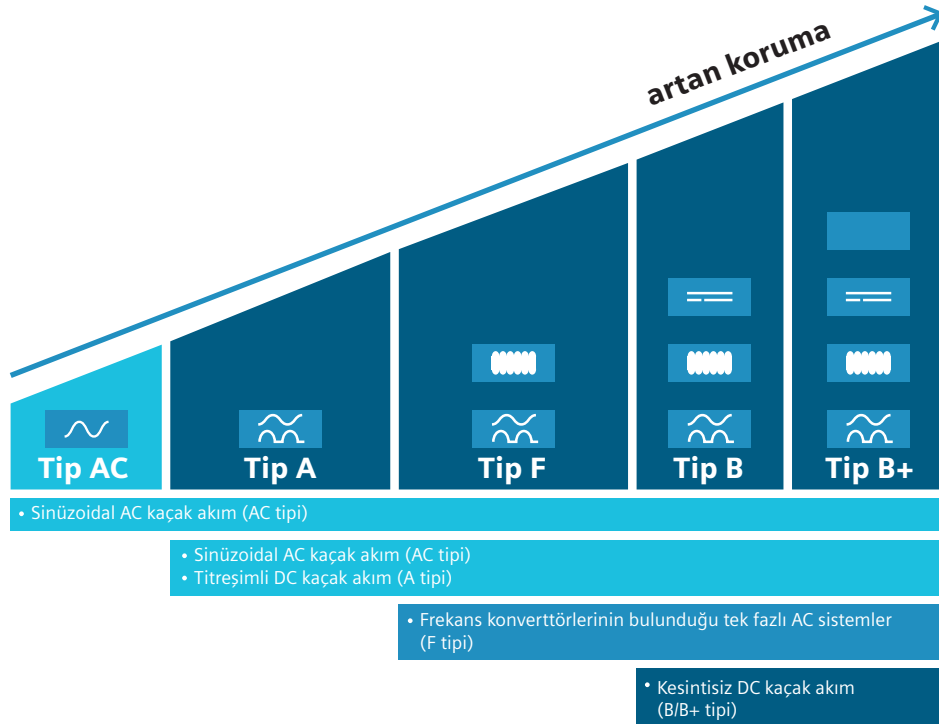 artan koruma
Tip AC
Tip A
Tip F
Tip B
Tip B+
• Sinüzoidal AC kaçak akım (AC tipi)
• Sinüzoidal AC kaçak akım (AC tipi)
• Titreşimli DC kaçak akım (A tipi)
• Frekans konverttörlerinin bulunduğu tek fazlı AC sistemler
(F tipi)
• Kesintisiz DC kaçak akım
(B/B+ tipi)